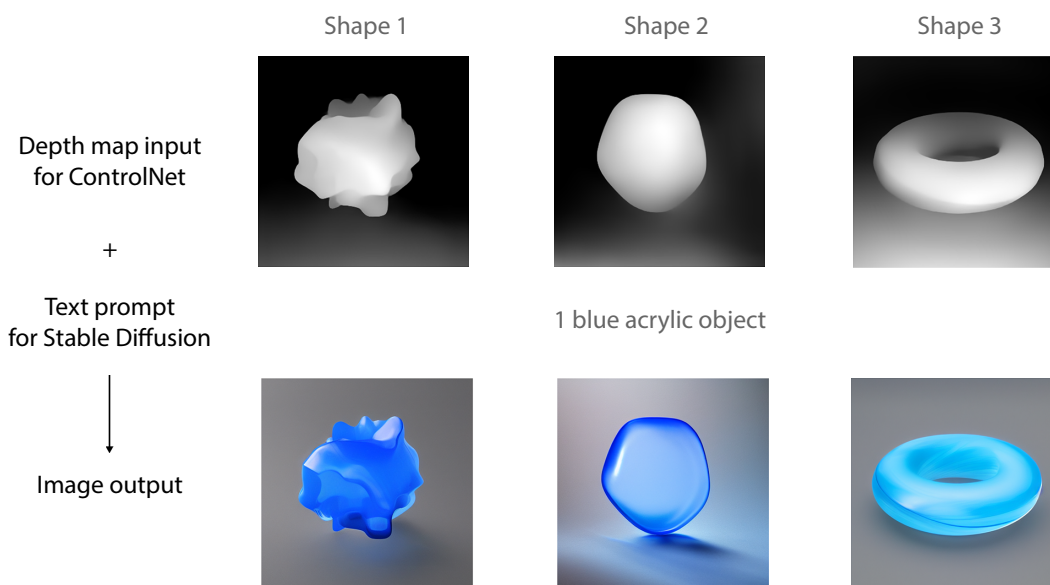 Shape 1
Shape 2
Shape 3
Depth map input
for ControlNet
+
Text prompt
for Stable Diffusion
1 blue acrylic object
Image output